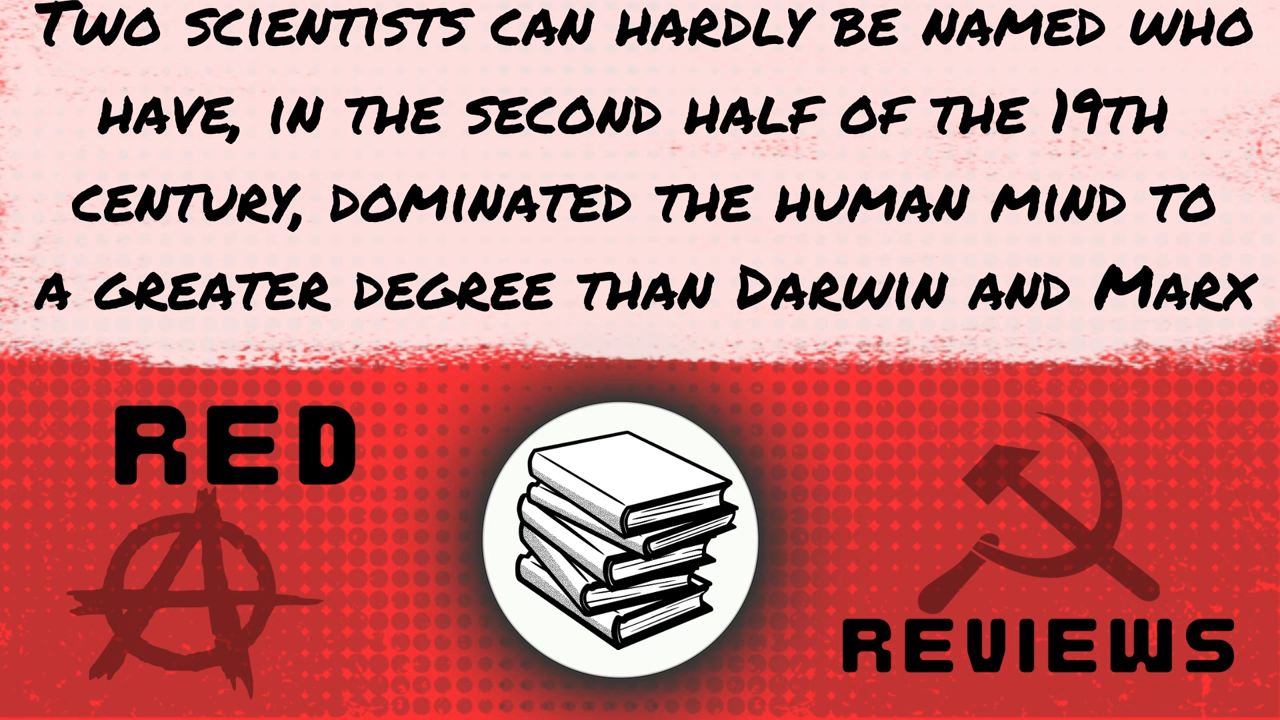 Two scientists can hardly be named who
have, in the second half of the 19th
century, dominated the human mind to
a greater degree than Darwin and Marx
RED
REVIEWS